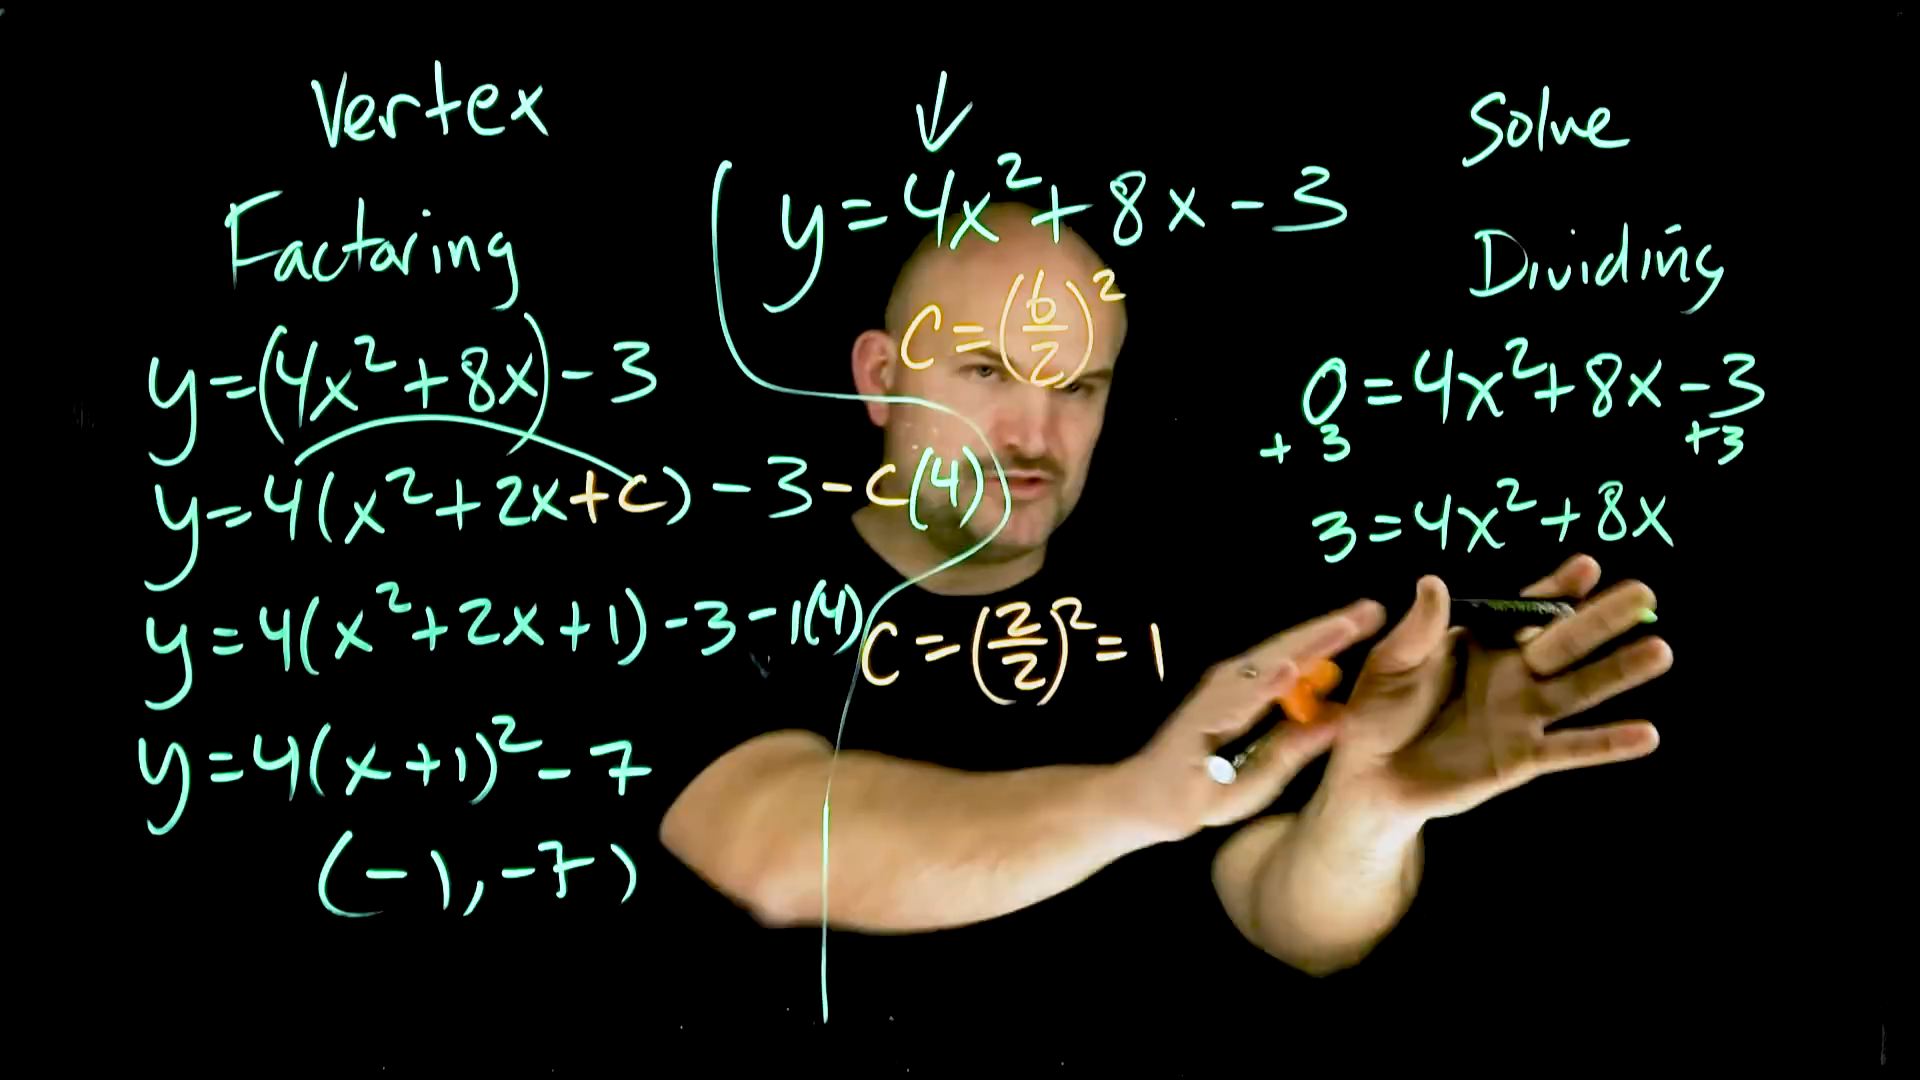 Vertex
Factoring
y=(4x²+8x)-3
y=4(x²+2x+c)-3-c(4)
y=4(x²+2x+1)-3-1(4)
y=4(x+1)²-7
(-1,-7)
↓
y=4x²+8x-3
C=(b/2)²
C=(2/2)²=1
Solve
Dividing
0=4x²+8x-3
+3 +3
3=4x²+8x